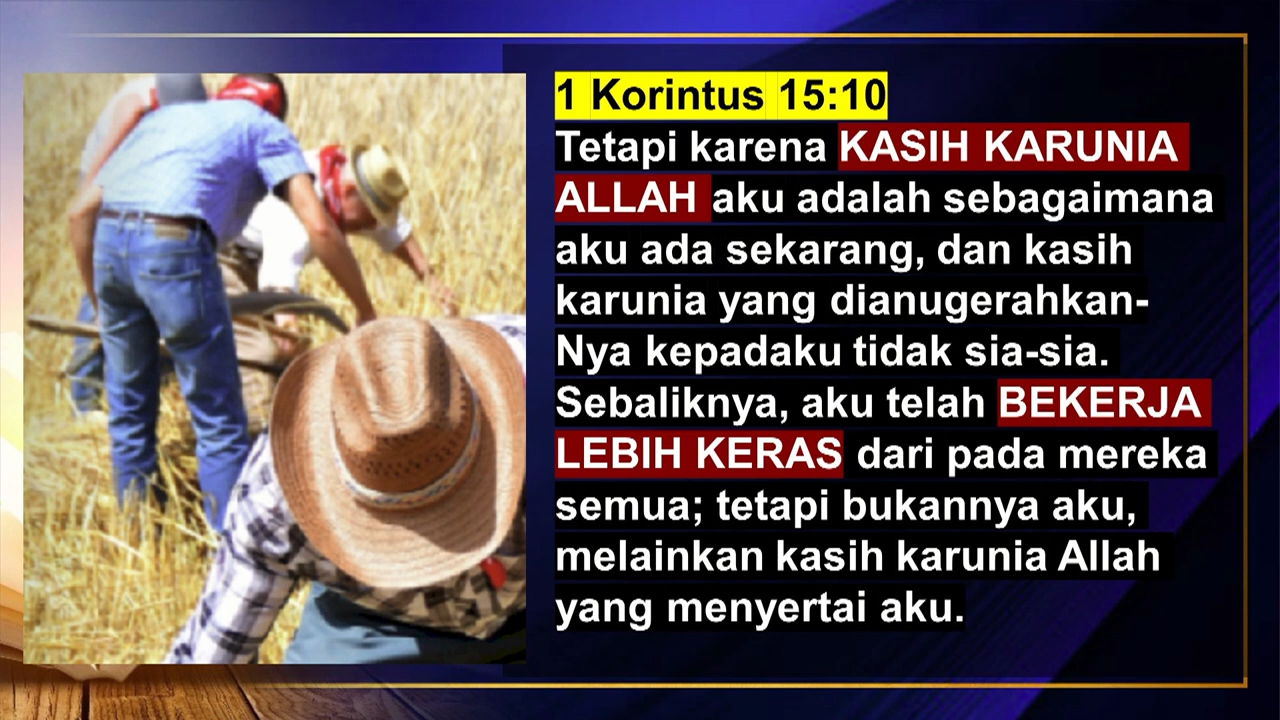 1 Korintus 15:10
Tetapi karena KASIH KARUNIA
ALLAH aku adalah sebagaimana
aku ada sekarang, dan kasih
karunia yang dianugerahkan-
Nya kepadaku tidak sia-sia.
Sebaliknya, aku telah BEKERJA
LEBIH KERAS dari pada mereka
semua; tetapi bukannya aku,
melainkan kasih karunia Allah
yang menyertai aku.